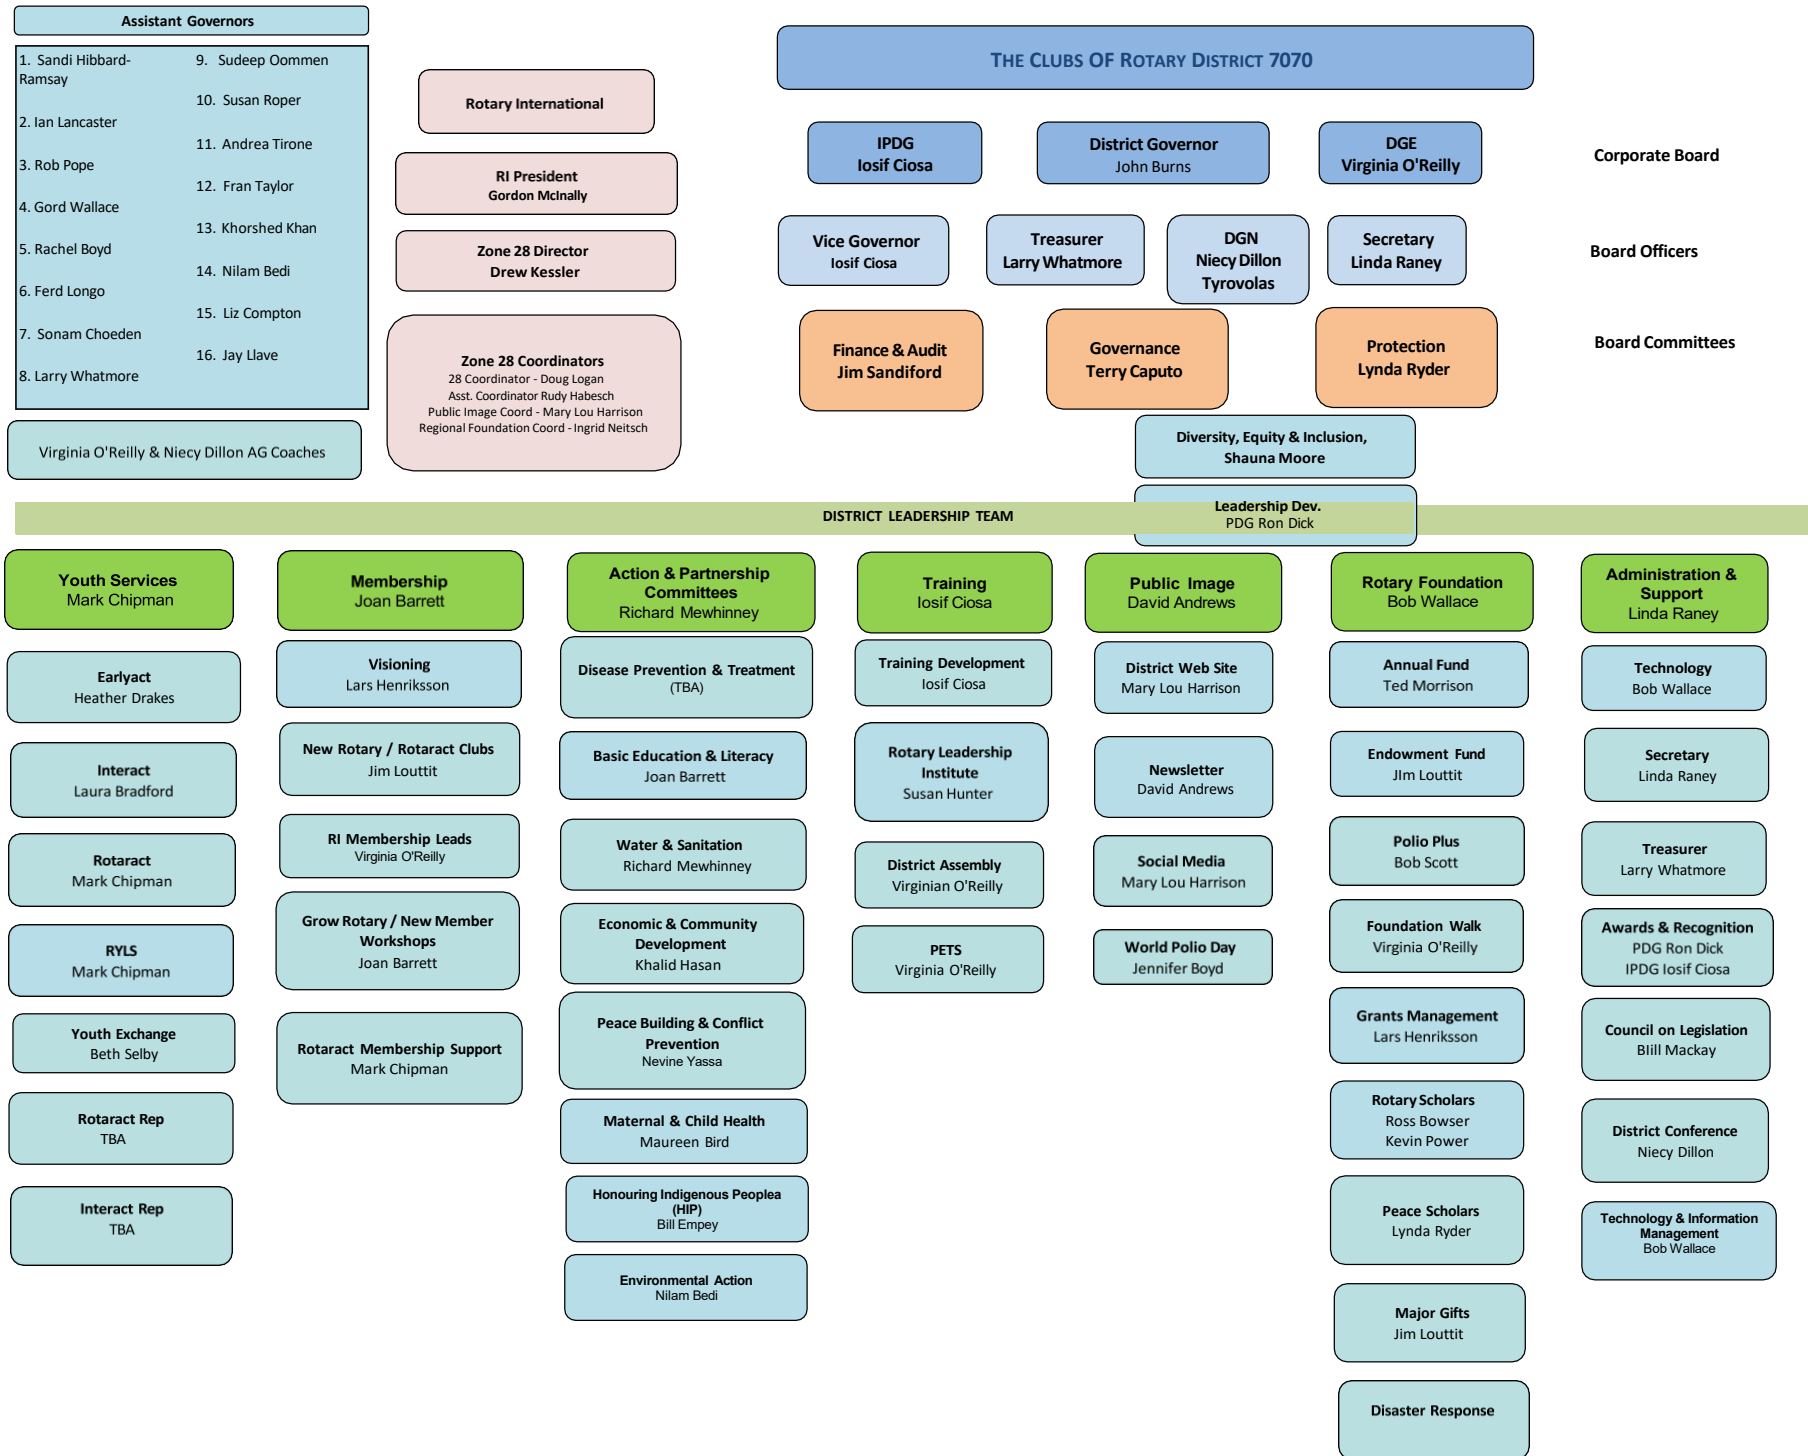 Assistant Governors
1. Sandi Hibbard-
Ramsay
2. Ian Lancaster
3. Rob Pope
4. Gord Wallace
5. Rachel Boyd
6. Ferd Longo
7. Sonam Choeden
8. Larry Whatmore
9. Sudeep Oommen
10. Susan Roper
11. Andrea Tirone
12. Fran Taylor
13. Khorshed Khan
14. Nilam Bedi
15. Liz Compton
16. Jay Llave
Virginia O'Reilly & Niecy Dillon AG Coaches
Rotary International
RI President
Gordon McInally
Zone 28 Director
Drew Kessler
Zone 28 Coordinators
28 Coordinator - Doug Logan
Asst. Coordinator Rudy Habesch
Public Image Coord - Mary Lou Harrison
Regional Foundation Coord - Ingrid Neitsch
THE CLUBS OF ROTARY DISTRICT 7070
IPDG
Iosif Ciosa
District Governor
John Burns
DGE
Virginia O'Reilly
Corporate Board
Vice Governor
Iosif Ciosa
Treasurer
Larry Whatmore
DGN
Niecy Dillon
Tyrovolas
Secretary
Linda Raney
Board Officers
Finance & Audit
Jim Sandiford
Governance
Terry Caputo
Protection
Lynda Ryder
Board Committees
Diversity, Equity & Inclusion,
Shauna Moore
Leadership Dev.
PDG Ron Dick
DISTRICT LEADERSHIP TEAM
Youth Services
Mark Chipman
Earlyact
Heather Drakes
Interact
Laura Bradford
Rotaract
Mark Chipman
RYLS
Mark Chipman
Youth Exchange
Beth Selby
Rotaract Rep
TBA
Interact Rep
TBA
Membership
Joan Barrett
Visioning
Lars Henriksson
New Rotary / Rotaract Clubs
Jim Louttit
RI Membership Leads
Virginia O'Reilly
Grow Rotary / New Member
Workshops
Joan Barrett
Rotaract Membership Support
Mark Chipman
Action & Partnership
Committees
Richard Mewhinney
Disease Prevention & Treatment
(TBA)
Basic Education & Literacy
Joan Barrett
Water & Sanitation
Richard Mewhinney
Economic & Community
Development
Khalid Hasan
Peace Building & Conflict
Prevention
Nevine Yassa
Maternal & Child Health
Maureen Bird
Honouring Indigenous Peoplea
(HIP)
Bill Empey
Environmental Action
Nilam Bedi
Training
Iosif Ciosa
Training Development
Iosif Ciosa
Rotary Leadership
Institute
Susan Hunter
District Assembly
Virginian O'Reilly
PETS
Virginia O'Reilly
Public Image
David Andrews
District Web Site
Mary Lou Harrison
Newsletter
David Andrews
Social Media
Mary Lou Harrison
World Polio Day
Jennifer Boyd
Rotary Foundation
Bob Wallace
Annual Fund
Ted Morrison
Endowment Fund
JIm Louttit
Polio Plus
Bob Scott
Foundation Walk
Virginia O'Reilly
Grants Management
Lars Henriksson
Rotary Scholars
Ross Bowser
Kevin Power
Peace Scholars
Lynda Ryder
Major Gifts
Jim Louttit
Disaster Response
Administration &
Support
Linda Raney
Technology
Bob Wallace
Secretary
Linda Raney
Treasurer
Larry Whatmore
Awards & Recognition
PDG Ron Dick
IPDG Iosif Ciosa
Council on Legislation
BIill Mackay
District Conference
Niecy Dillon
Technology & Information
Management
Bob Wallace